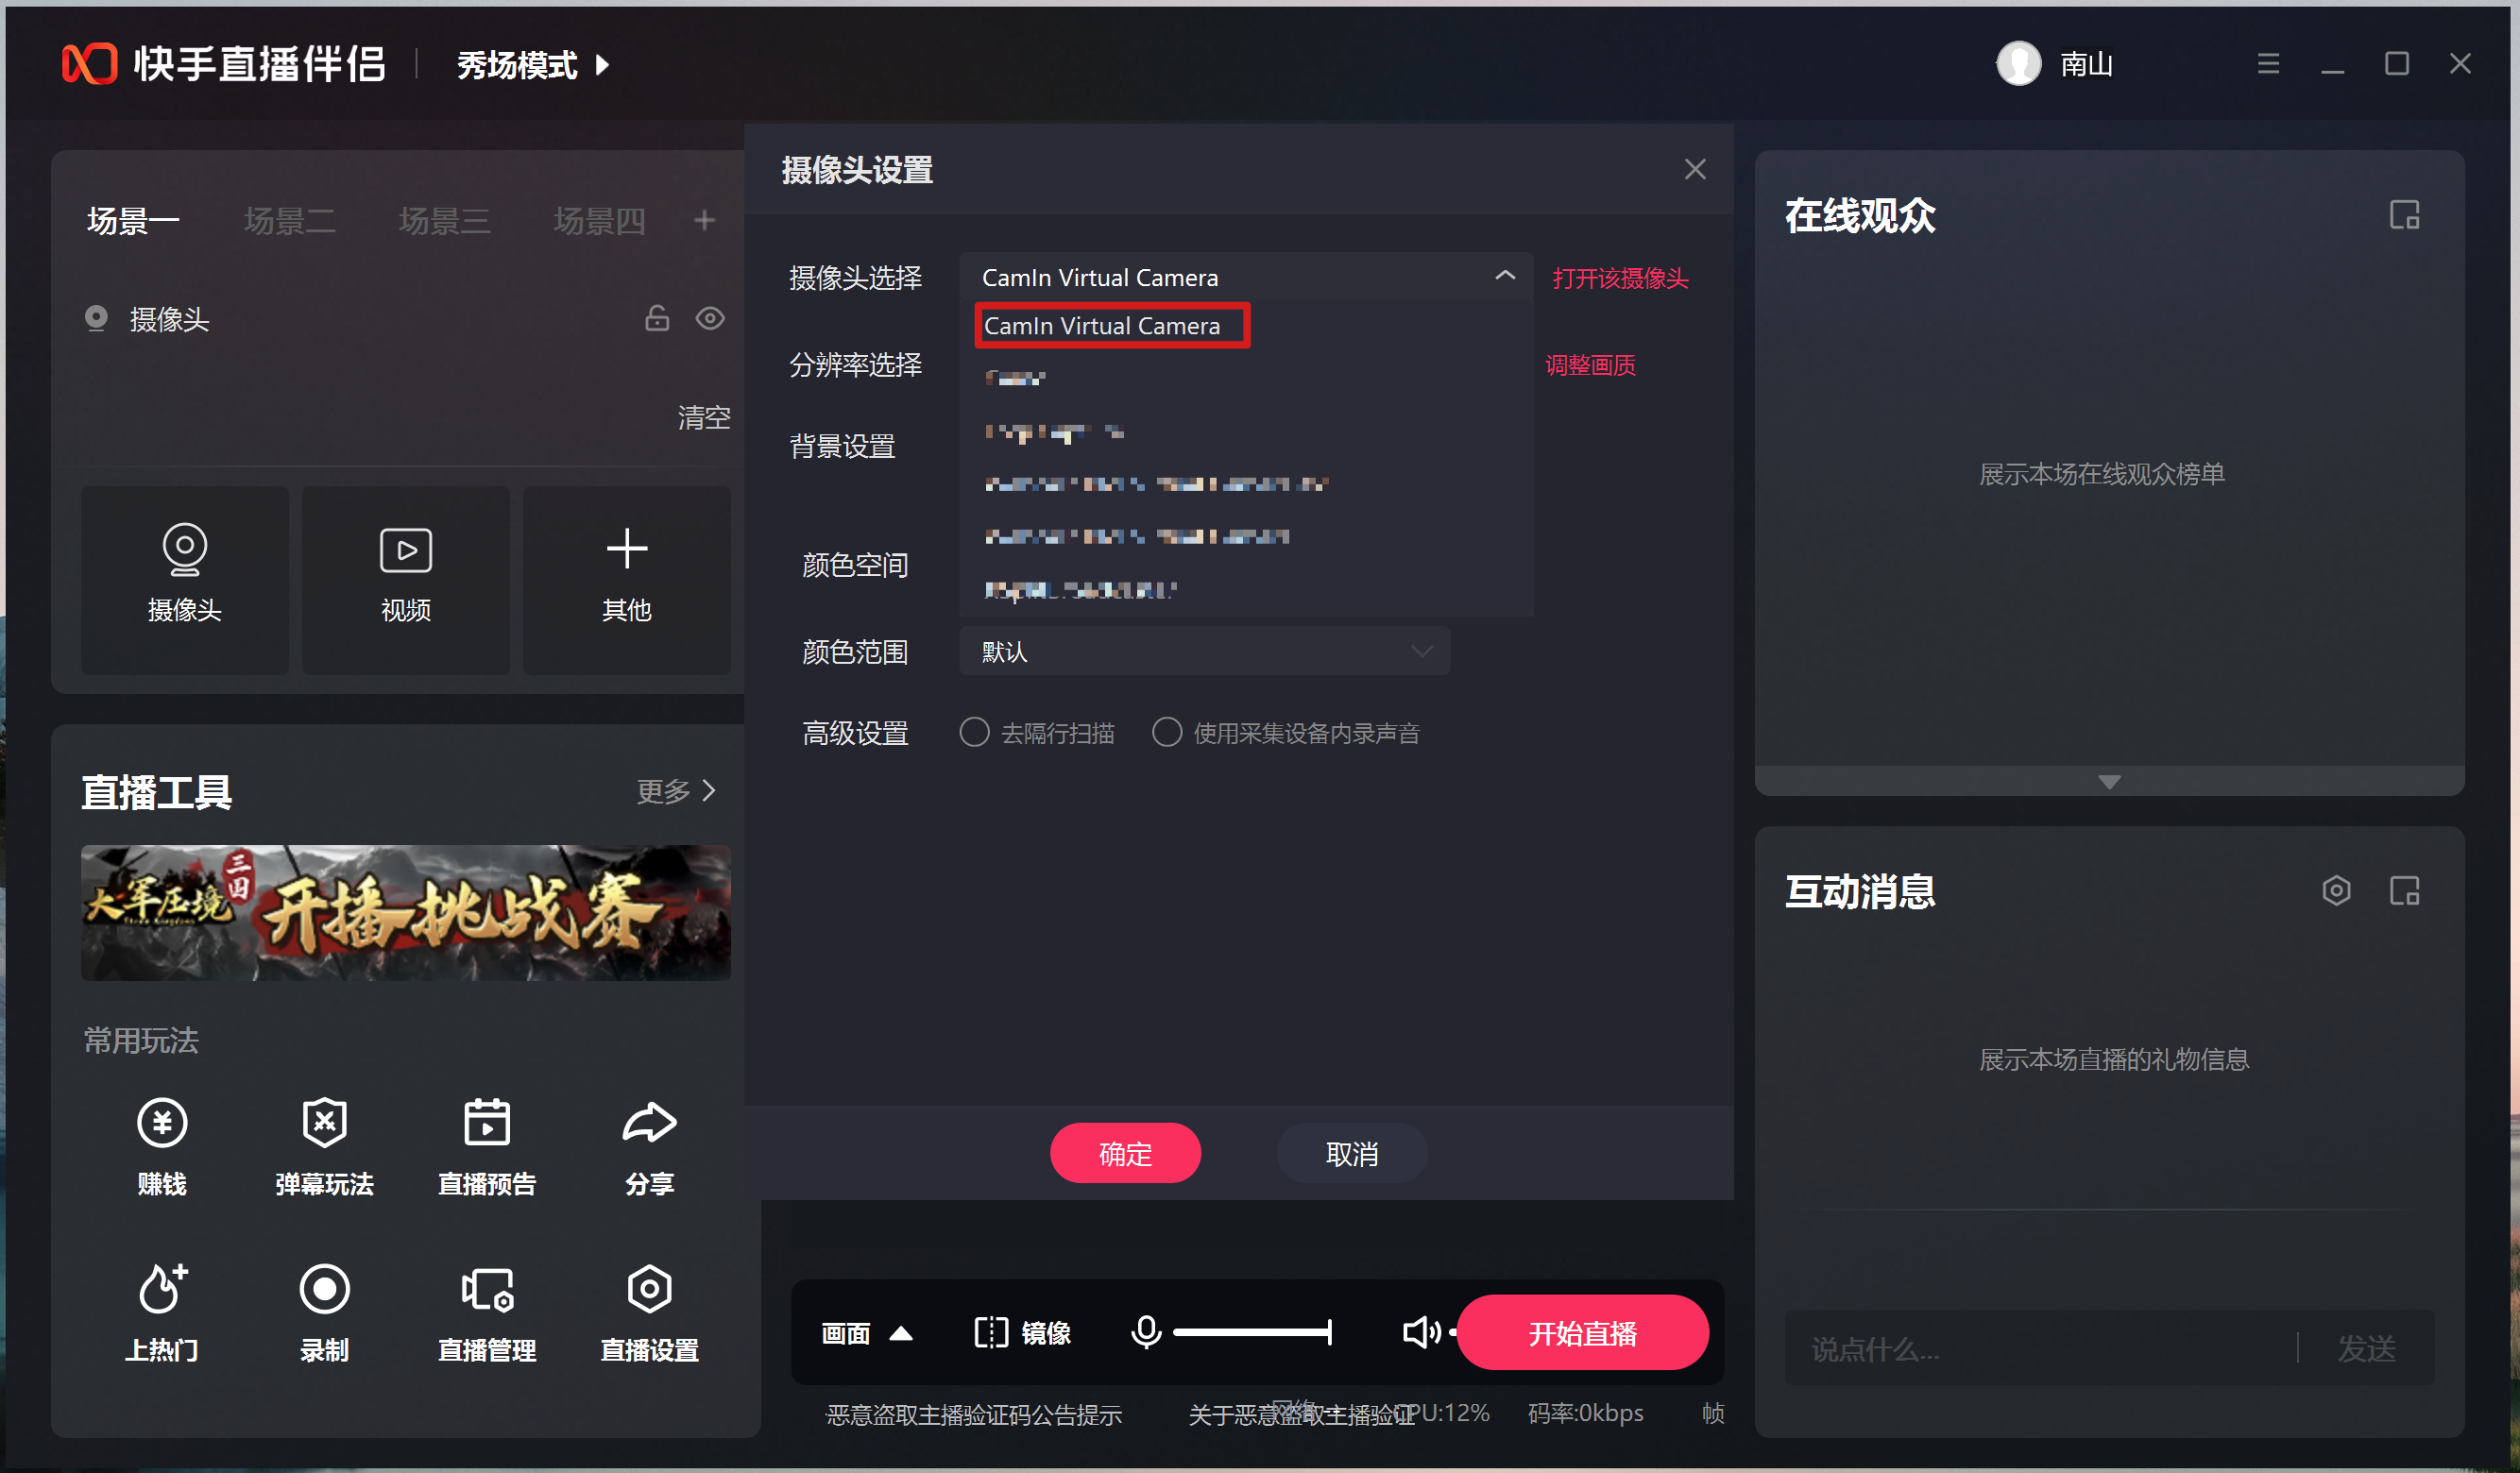 快手直播伴侣
秀场模式
南山
场景一 场景二 场景三 场景四
摄像头
清空
摄像头
视频
其他
直播工具
更多
大军压境
三国
开播挑战赛
常用玩法
赚钱
弹幕玩法
直播预告
分享
上热门
录制
直播管理
直播设置
摄像头设置
摄像头选择
CamIn Virtual Camera
打开该摄像头
CamIn Virtual Camera
分辨率选择
调整画质
背景设置
颜色空间
颜色范围
默认
高级设置
去隔行扫描
使用采集设备内录声音
确定
取消
画面
镜像
开始直播
恶意盗取主播验证码公告提示
关于恶意盗取主播验证
CPU:12%
码率:0kbps
帧
在线观众
展示本场在线观众榜单
互动消息
展示本场直播的礼物信息
说点什么...
发送